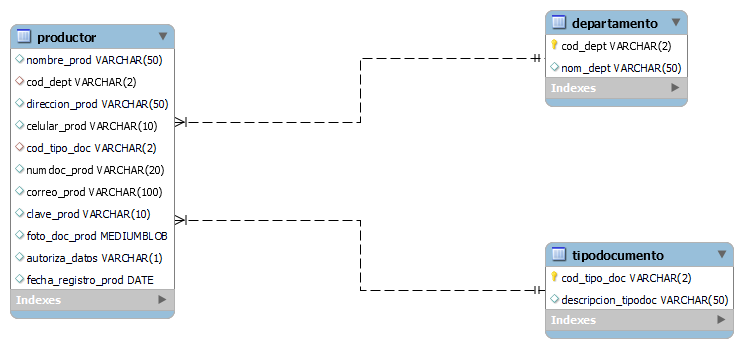 productor
nombre_prod VARCHAR(50)
cod_dept VARCHAR(2)
direccion_prod VARCHAR(50)
celular_prod VARCHAR(10)
cod_tipo_doc VARCHAR(2)
numdoc_prod VARCHAR(20)
correo_prod VARCHAR(100)
clave_prod VARCHAR(10)
foto_doc_prod MEDIUMBLOB
autoriza_datos VARCHAR(1)
fecha_registro_prod DATE
Indexes
departamento
cod_dept VARCHAR(2)
nom_dept VARCHAR(50)
Indexes
tipodocumento
cod_tipo_doc VARCHAR(2)
descripcion_tipodoc VARCHAR(50)
Indexes